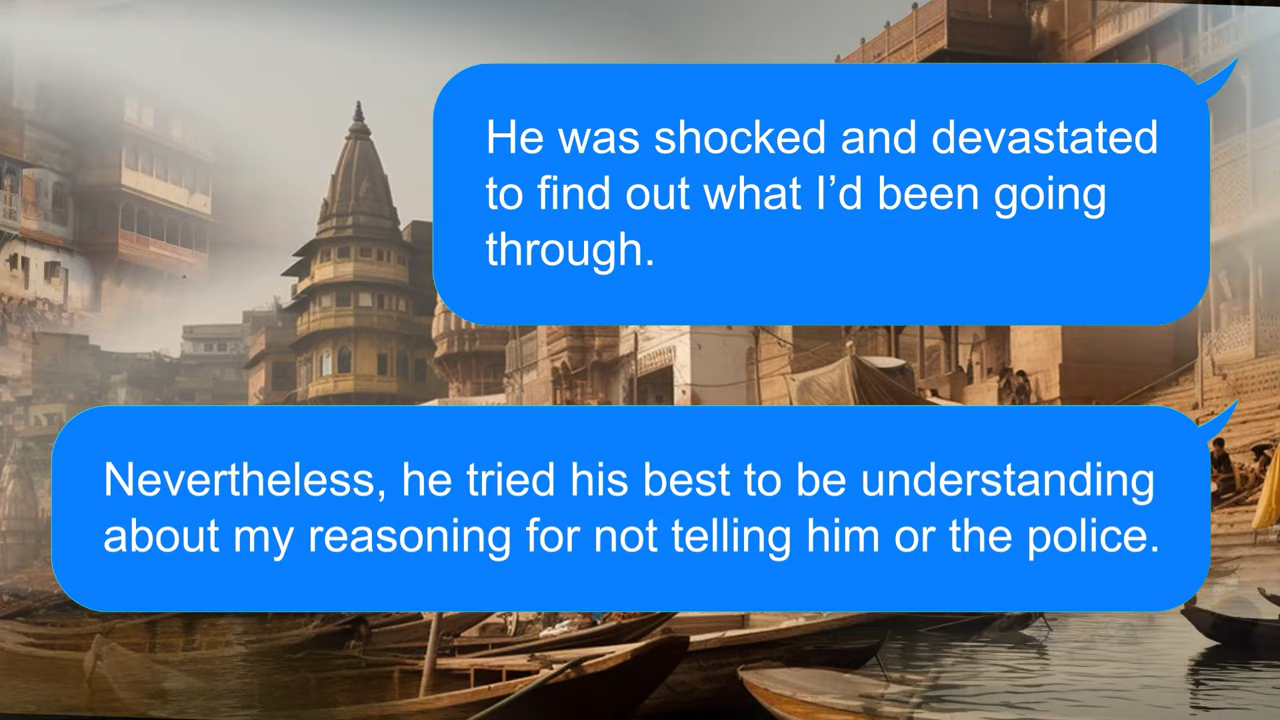 He was shocked and devastated
to find out what I’d been going
through.
Nevertheless, he tried his best to be understanding
about my reasoning for not telling him or the police.